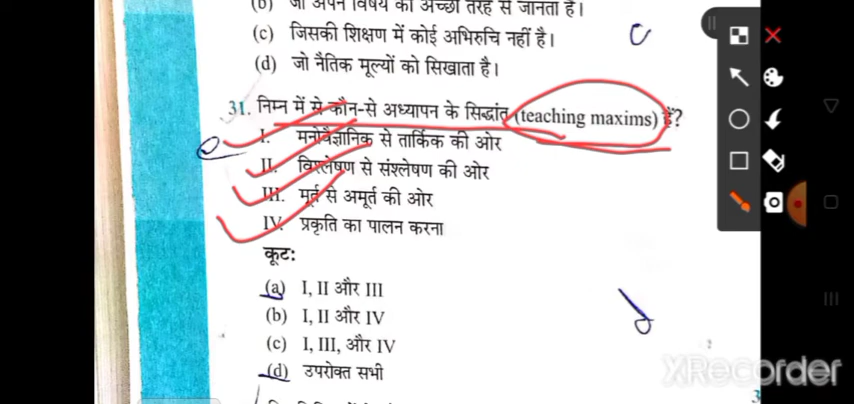 (b) जो अपने विषय को अच्छी तरह से जानता है।
(c) जिसकी शिक्षण में कोई अभिरुचि नहीं है।
c
(d) जो नैतिक मूल्यों को सिखाता है।
31. निम्न में से कौन-से अध्यापन के सिद्धांत (teaching maxims) हैं?
I. मनोवैज्ञानिक से तार्किक की ओर
II. विश्लेषण से संश्लेषण की ओर
III. मूर्त से अमूर्त की ओर
IV. प्रकृति का पालन करना
कूट:
(a) I, II और III
(b) I, II और IV
d
(c) I, III, और IV
(d) उपरोक्त सभी
XRecorder